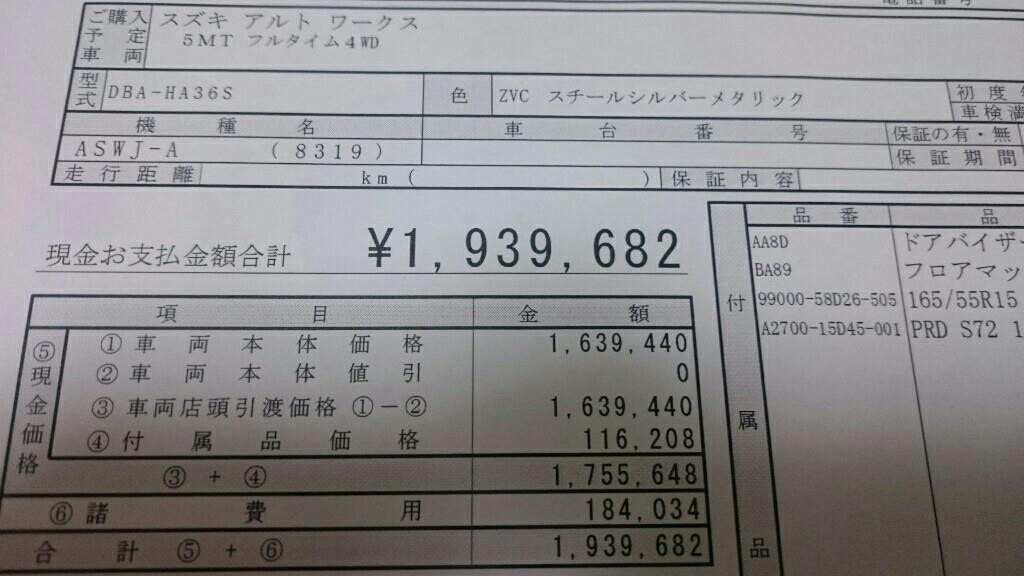 ご購入
予定
車両
スズキ アルト ワークス
5MT フルタイム4WD
型式
DBA-HA36S
色
ZVC スチールシルバーメタリック
初度
車検満
機種名
車台番号
保証の有・無
ASWJ-A (8319)
保証期間
走行距離
km ( )
保証内容
現金お支払金額合計 ¥1,939,682
項目 金額
⑤現金価格
①車両本体価格 1,639,440
②車両本体値引 0
③車両店頭引渡価格 ①-② 1,639,440
④付属品価格 116,208
③ + ④ 1,755,648
⑥諸費用 184,034
合計 ⑤ + ⑥ 1,939,682
付属品
品番 品
AA8D ドアバイザー
BA89 フロアマッ
99000-58D26-505 165/55R15
A2700-15D45-001 PRD S72 1